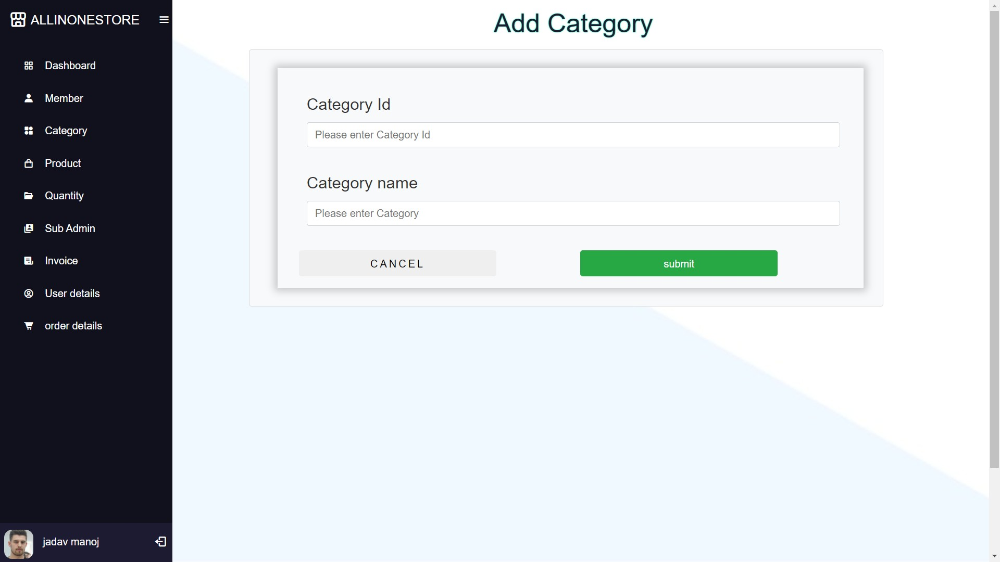 ALLINONESTORE
Dashboard
Member
Category
Product
Quantity
Sub Admin
Invoice
User details
order details
jadav manoj
Add Category
Category Id
Please enter Category Id
Category name
Please enter Category
CANCEL
submit